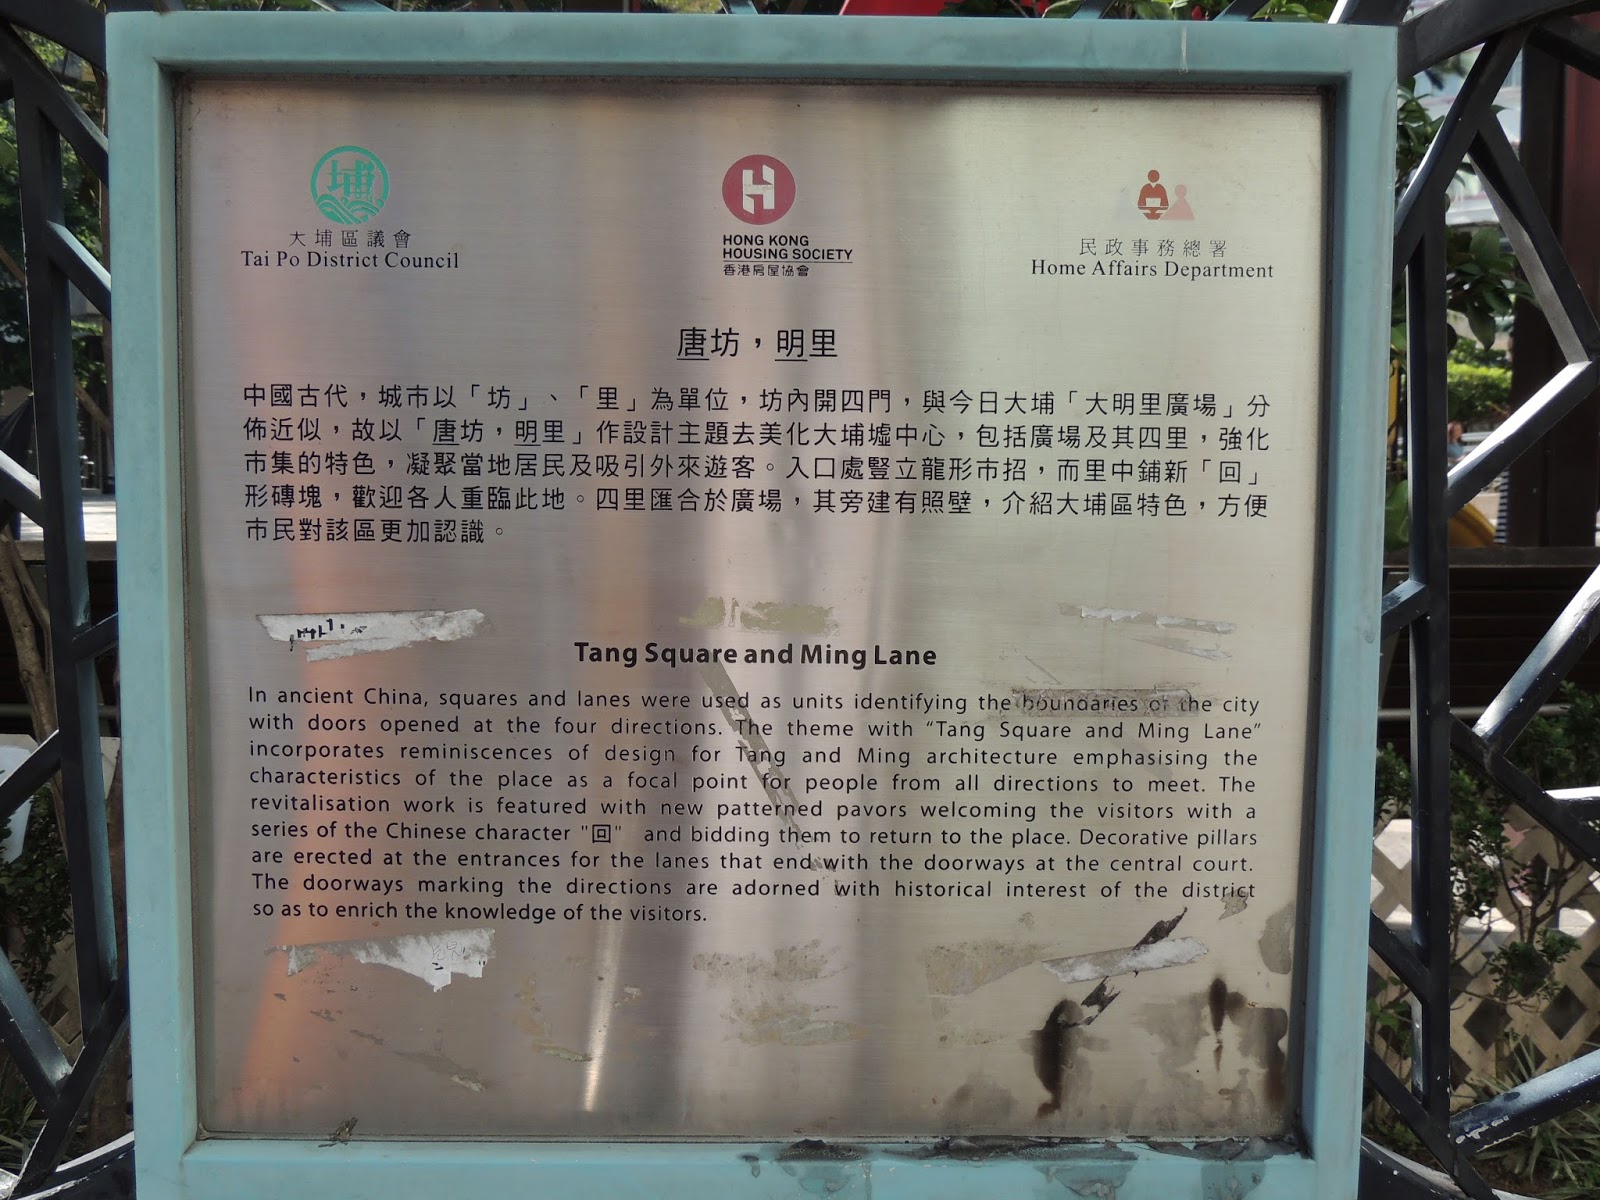 埔
大埔區議會
Tai Po District Council
HONG KONG
HOUSING SOCIETY
香港房屋協會
民政事務總署
Home Affairs Department
唐坊，明里
中國古代，城市以「坊」、「里」為單位，坊內開四門，與今日大埔「大明里廣場」分
佈近似，故以「唐坊，明里」作設計主題去美化大埔墟中心，包括廣場及其四里，強化
市集的特色，凝聚當地居民及吸引外來遊客。入口處豎立龍形市招，而里中鋪新「回」
形磚塊，歡迎各人重臨此地。四里匯合於廣場，其旁建有照壁，介紹大埔區特色，方便
市民對該區更加認識。
Tang Square and Ming Lane
In ancient China, squares and lanes were used as units identifying the boundaries of the city
with doors opened at the four directions. The theme with “Tang Square and Ming Lane”
incorporates reminiscences of design for Tang and Ming architecture emphasising the
characteristics of the place as a focal point for people from all directions to meet. The
revitalisation work is featured with new patterned pavors welcoming the visitors with a
series of the Chinese character "回" and bidding them to return to the place. Decorative pillars
are erected at the entrances for the lanes that end with the doorways at the central court.
The doorways marking the directions are adorned with historical interest of the district
so as to enrich the knowledge of the visitors.